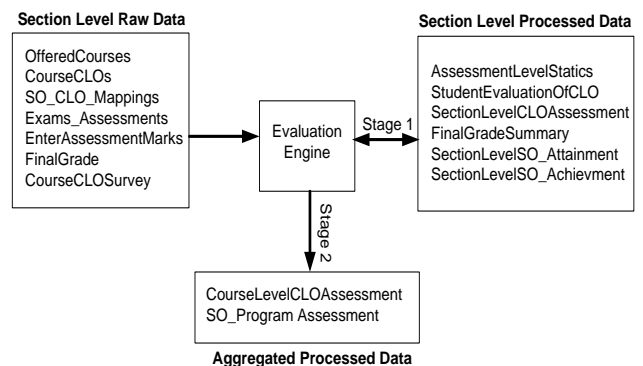 Section Level Raw Data
OfferedCourses
CourseCLOs
SO_CLO_Mappings
Exams_Assessments
EnterAssessmentMarks
FinalGrade
CourseCLOSurvey
Evaluation
Engine
Stage 1
Stage 2
Section Level Processed Data
AssessmentLevelStatics
StudentEvaluationOfCLO
SectionLevelCLOAssessment
FinalGradeSummary
SectionLevelSO_Attainment
SectionLevelSO_Achievment
CourseLevelCLOAssessment
SO_Program Assessment
Aggregated Processed Data